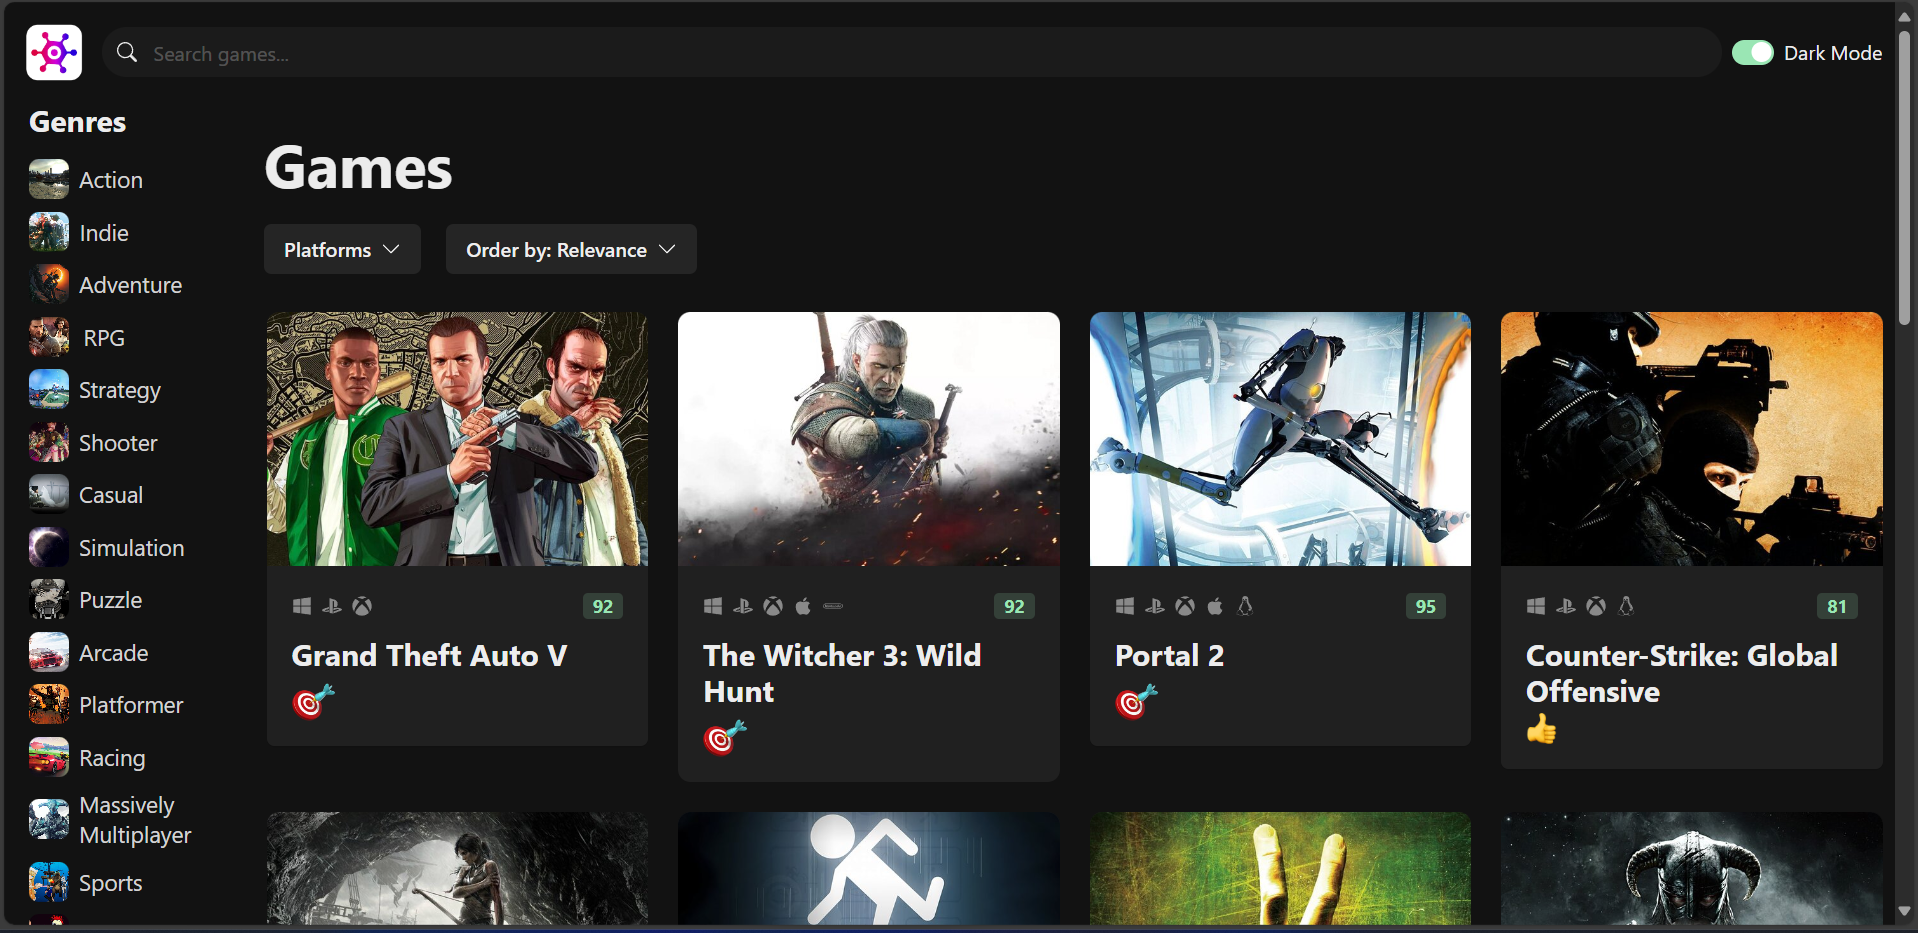 Search games...
Dark Mode
Genres
Action
Indie
Adventure
RPG
Strategy
Shooter
Casual
Simulation
Puzzle
Arcade
Platformer
Racing
Massively
Multiplayer
Sports
Games
Platforms
Order by: Relevance
92
Grand Theft Auto V
92
The Witcher 3: Wild
Hunt
95
Portal 2
81
Counter-Strike: Global
Offensive